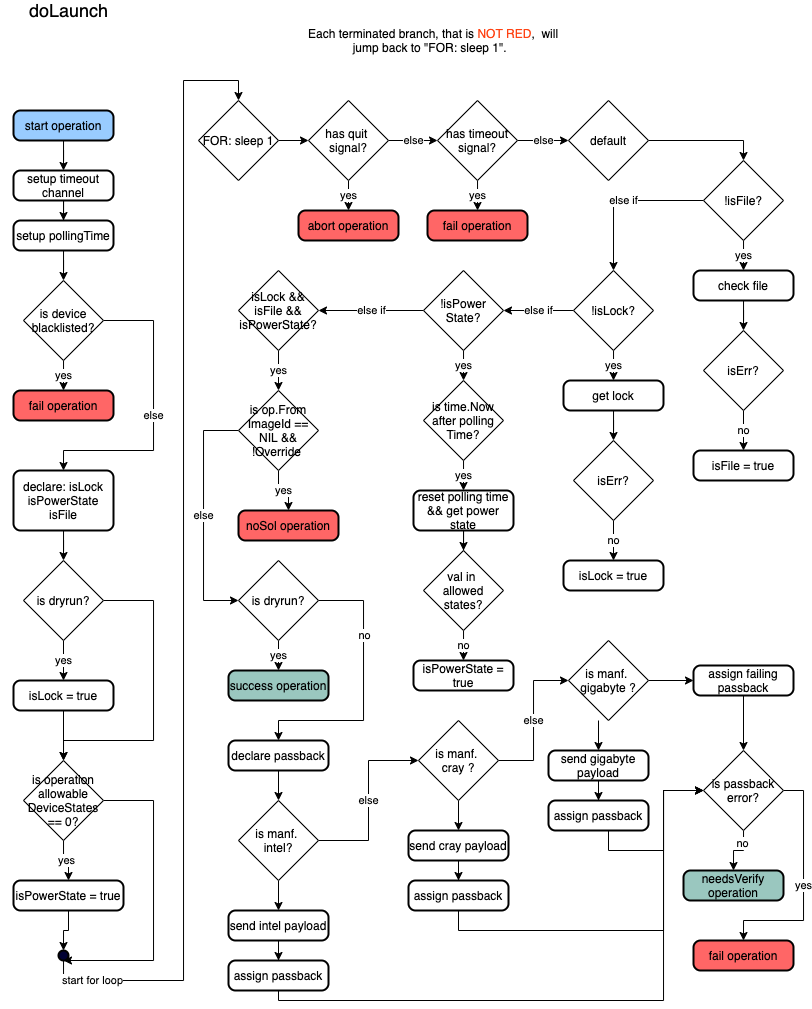 doLaunch
Each terminated branch, that is NOT RED,  will
jump back to "FOR: sleep 1".
start operation
setup timeout
channel
setup pollingTime
is device
blacklisted?
yes
fail operation
else
declare: isLock
isPowerState
isFile
is dryrun?
yes
isLock = true
is operation
allowable
DeviceStates
== 0?
yes
isPowerState = true
start for loop
FOR: sleep 1
has quit
signal?
else
yes
abort operation
has timeout
signal?
else
yes
fail operation
default
!isFile?
else if
yes
check file
isErr?
no
isFile = true
!isLock?
else if
yes
get lock
isErr?
no
isLock = true
!isPower
State?
else if
yes
is time.Now
after polling
Time?
yes
reset polling time
&& get power
state
val in
allowed
states?
no
isPowerState =
true
isLock &&
isFile &&
isPowerState?
yes
is op.From
ImageId ==
NIL &&
!Override
else
yes
noSol operation
is dryrun?
no
yes
success operation
declare passback
is manf.
intel?
else
send intel payload
assign passback
is manf.
cray ?
else
send cray payload
assign passback
is manf.
gigabyte ?
send gigabyte
payload
assign passback
assign failing
passback
is passback
error?
no
needsVerify
operation
yes
fail operation